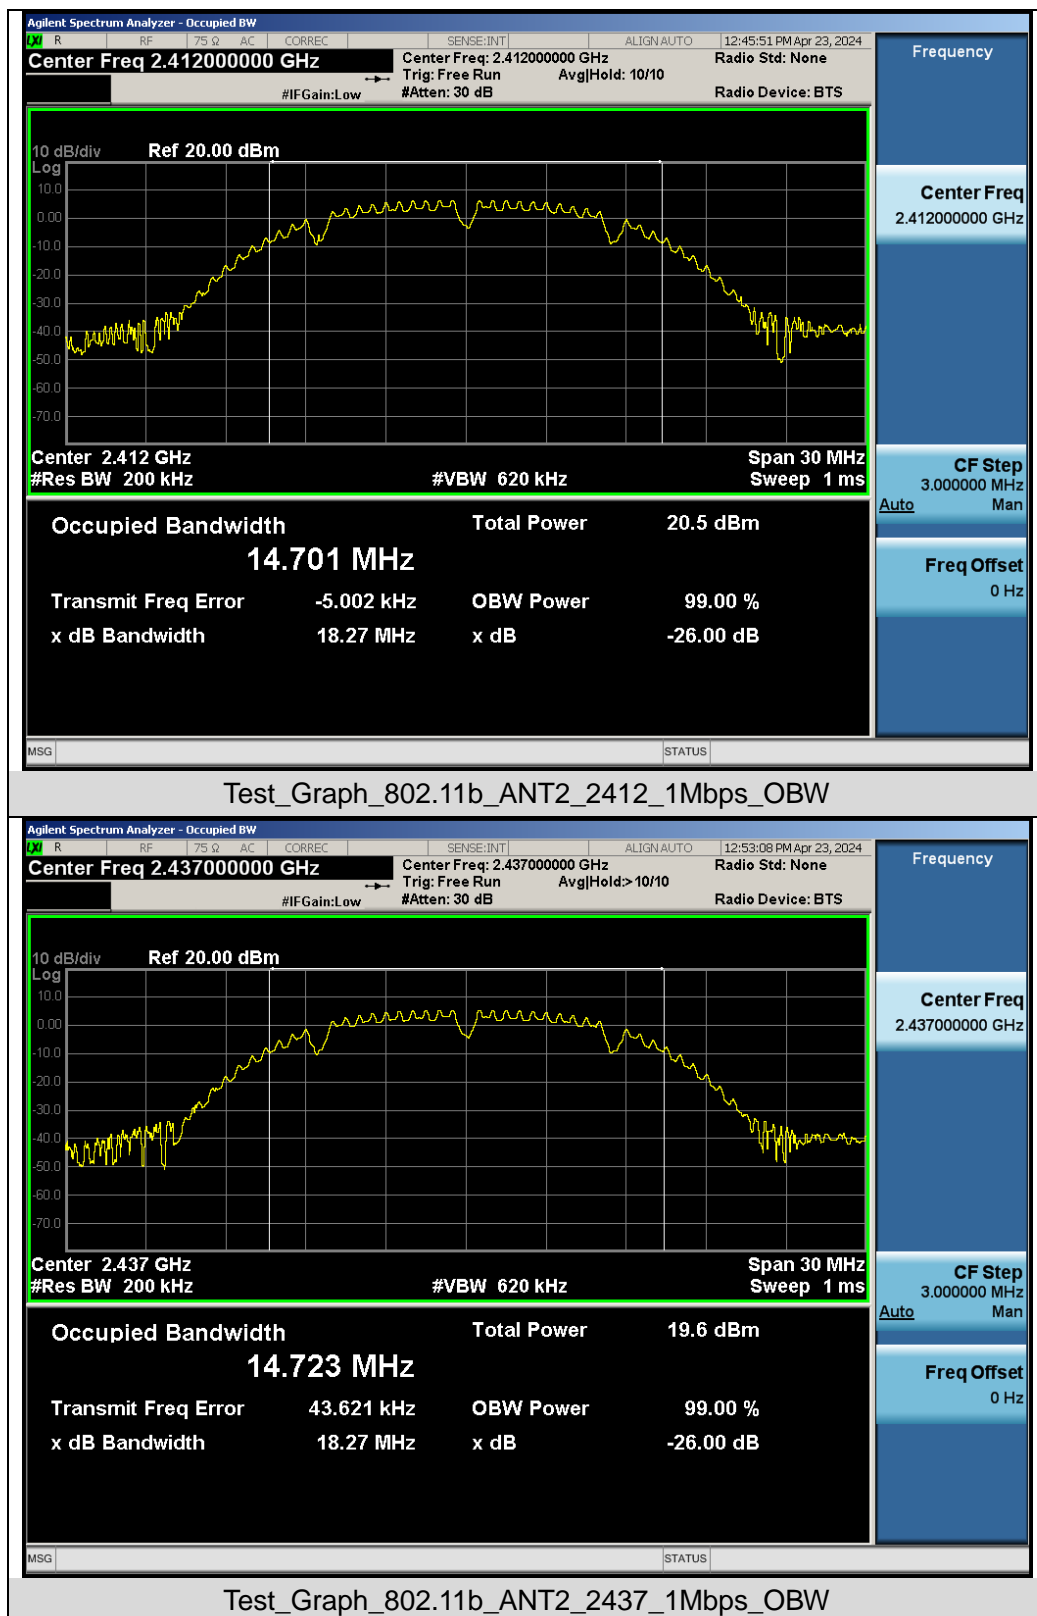 Agilent Spectrum Analyzer - Occupied BW
LXI R RF 75 Ω AC CORREC SENSE:INT ALIGN AUTO 12:45:51 PM Apr 23, 2024
Center Freq 2.412000000 GHz Center Freq: 2.412000000 GHz Radio Std: None Frequency
Trig: Free Run Avg|Hold: 10/10
#IFGain:Low #Atten: 30 dB Radio Device: BTS
10 dB/div Ref 20.00 dBm
Log
10.0
0.00
-10.0
-20.0
-30.0
-40.0
-50.0
-60.0
-70.0
Center Freq
2.412000000 GHz
Center 2.412 GHz Span 30 MHz
#Res BW 200 kHz #VBW 620 kHz Sweep 1 ms
CF Step
3.000000 MHz
Auto Man
Occupied Bandwidth Total Power 20.5 dBm
14.701 MHz
Freq Offset
0 Hz
Transmit Freq Error -5.002 kHz OBW Power 99.00 %
x dB Bandwidth 18.27 MHz x dB -26.00 dB
MSG STATUS
Test_Graph_802.11b_ANT2_2412_1Mbps_OBW
Agilent Spectrum Analyzer - Occupied BW
LXI R RF 75 Ω AC CORREC SENSE:INT ALIGN AUTO 12:53:08 PM Apr 23, 2024
Center Freq 2.437000000 GHz Center Freq: 2.437000000 GHz Radio Std: None Frequency
Trig: Free Run Avg|Hold:>10/10
#IFGain:Low #Atten: 30 dB Radio Device: BTS
10 dB/div Ref 20.00 dBm
Log
10.0
0.00
-10.0
-20.0
-30.0
-40.0
-50.0
-60.0
-70.0
Center Freq
2.437000000 GHz
Center 2.437 GHz Span 30 MHz
#Res BW 200 kHz #VBW 620 kHz Sweep 1 ms
CF Step
3.000000 MHz
Auto Man
Occupied Bandwidth Total Power 19.6 dBm
14.723 MHz
Freq Offset
0 Hz
Transmit Freq Error 43.621 kHz OBW Power 99.00 %
x dB Bandwidth 18.27 MHz x dB -26.00 dB
MSG STATUS
Test_Graph_802.11b_ANT2_2437_1Mbps_OBW